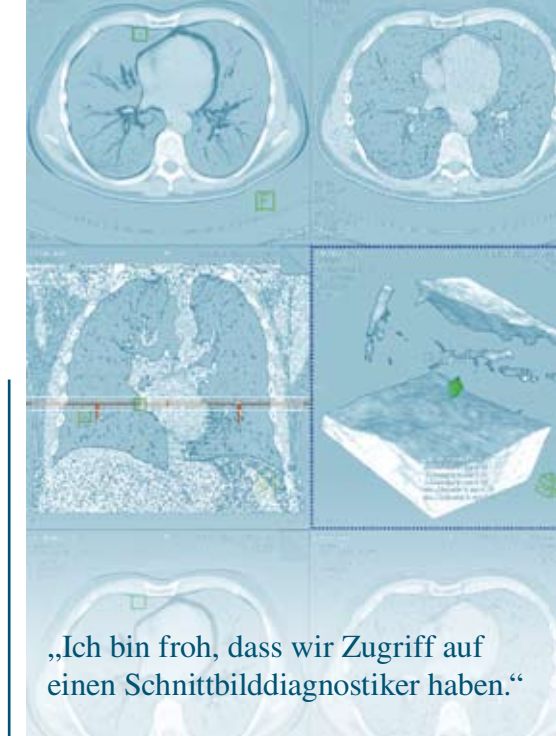 „Ich bin froh, dass wir Zugriff auf
einen Schnittbilddiagnostiker haben.“